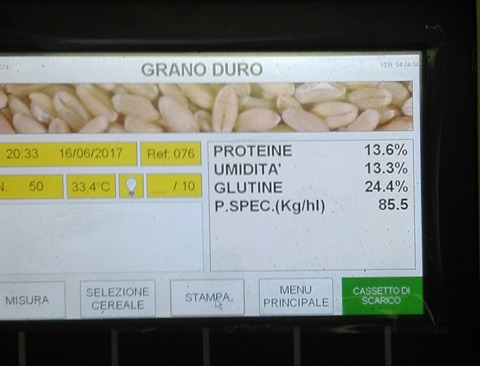 GRANO DURO
VER. 04.04.04
20:33 16/06/2017 Ref: 076
N. 50 33,4°C __ / 10
PROTEINE 13.6%
UMIDITA' 13.3%
GLUTINE 24.4%
P.SPEC.(Kg/hl) 85.5
MISURA
SELEZIONE
CEREALE
STAMPA
MENU
PRINCIPALE
CASSETTO DI
SCARICO